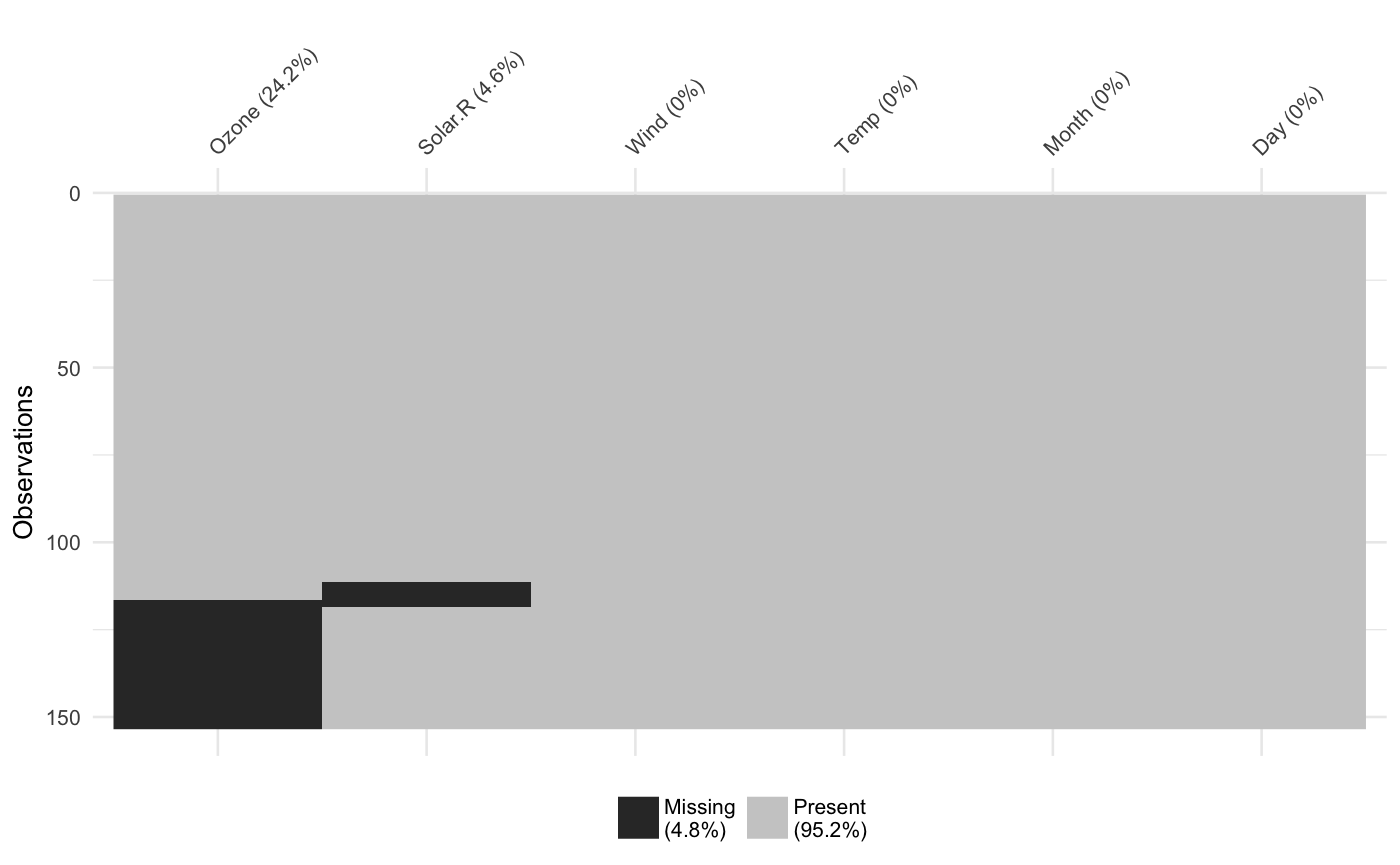 Ozone (24.2%)
Solar.R (4.6%)
Wind (0%)
Temp (0%)
Month (0%)
Day (0%)
0
50
100
150
Observations
Missing
(4.8%)
Present
(95.2%)